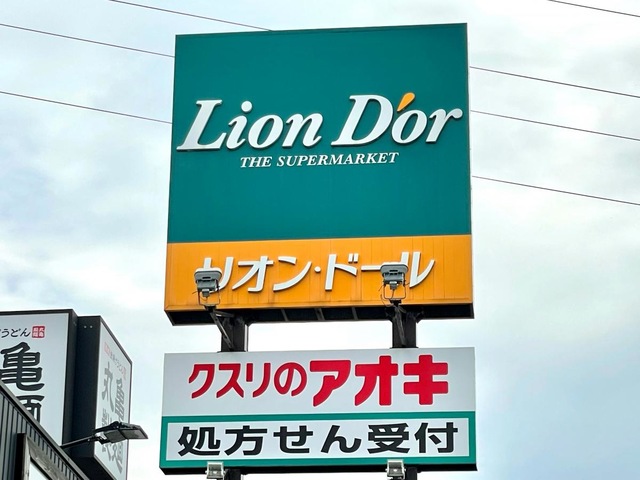 Lion D'or
THE SUPERMARKET
リオン・ドール
クスリのアオキ
処方せん受付
うどん
亀